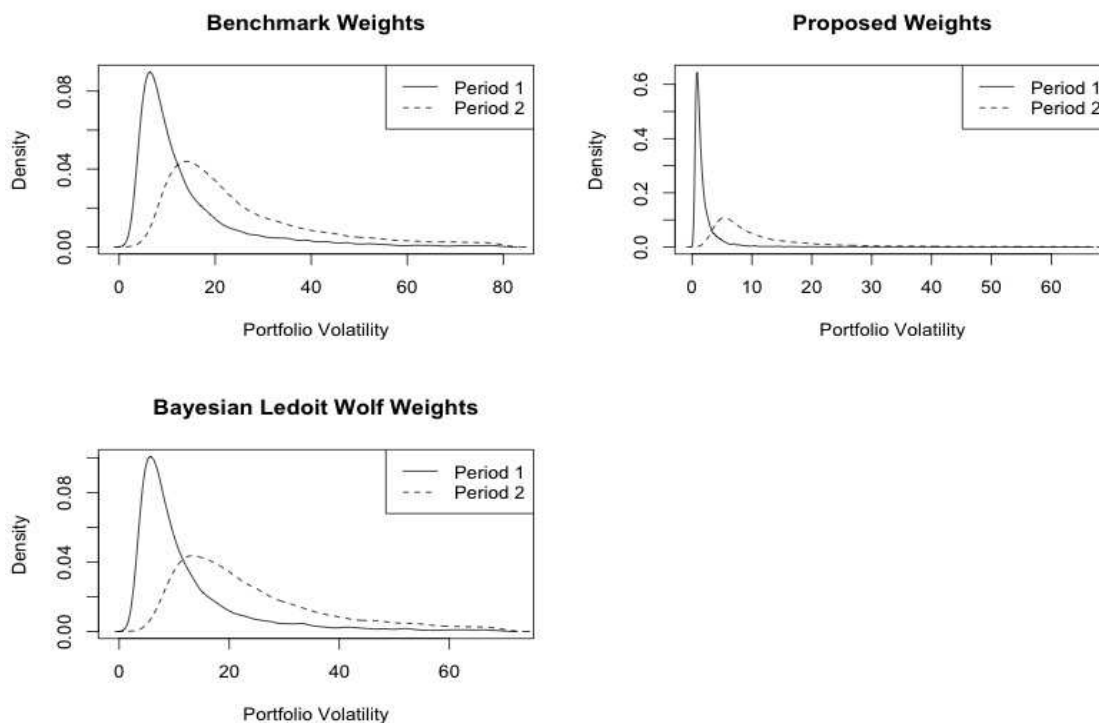 Benchmark Weights
Density
0.00 0.04 0.08
Period 1
Period 2
0 20 40 60 80
Portfolio Volatility
Proposed Weights
Density
0.0 0.2 0.4 0.6
Period 1
Period 2
0 10 20 30 40 50 60
Portfolio Volatility
Bayesian Ledoit Wolf Weights
Density
0.00 0.04 0.08
Period 1
Period 2
0 20 40 60
Portfolio Volatility